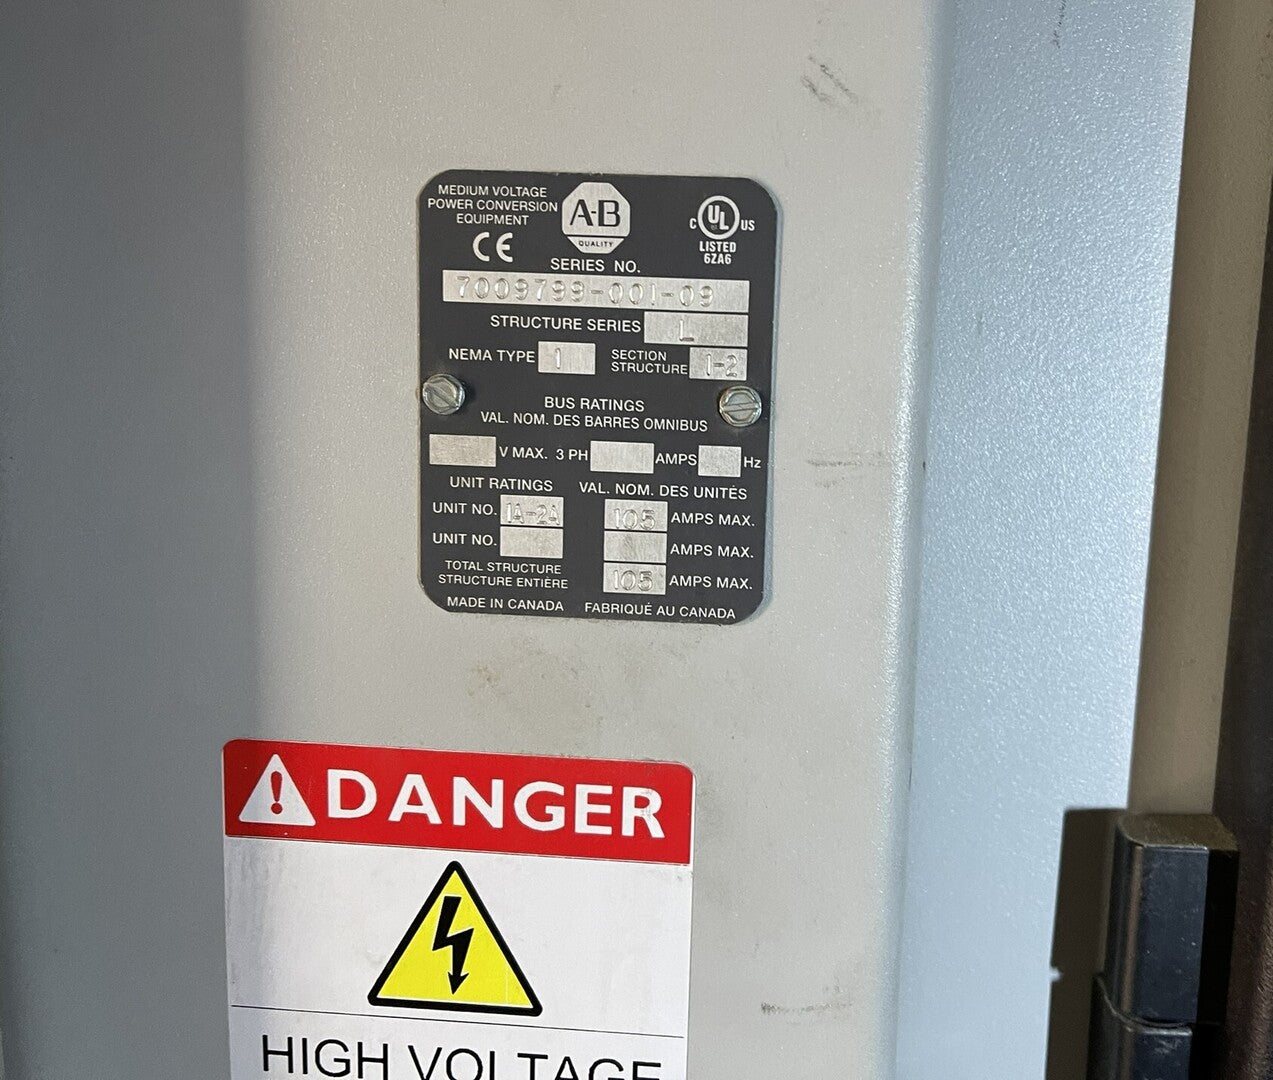 MEDIUM VOLTAGE
POWER CONVERSION
EQUIPMENT
CE
A-B
QUALITY
C UL US
LISTED
6ZA6
SERIES NO.
7009799-001-09
STRUCTURE SERIES L
NEMA TYPE 1 SECTION STRUCTURE 1-2
BUS RATINGS
VAL. NOM. DES BARRES OMNIBUS
V MAX. 3 PH AMPS Hz
UNIT RATINGS VAL. NOM. DES UNITÉS
UNIT NO. 1A-2A 105 AMPS MAX.
UNIT NO. AMPS MAX.
TOTAL STRUCTURE
STRUCTURE ENTIÈRE 105 AMPS MAX.
MADE IN CANADA FABRIQUÉ AU CANADA
DANGER
HIGH VOLTAGE